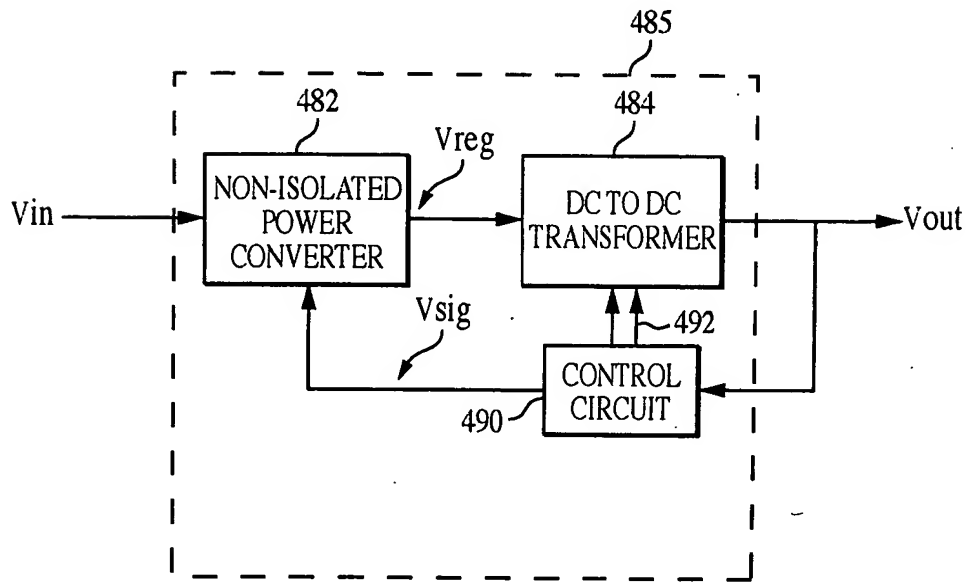 485
482
484
Vreg
NON-ISOLATED
POWER
CONVERTER
DC TO DC
TRANSFORMER
Vin
Vout
Vsig
492
CONTROL
CIRCUIT
490